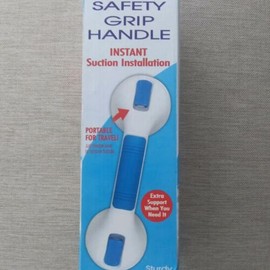 SAFETY
GRIP
HANDLE
INSTANT
Suction Installation
PORTABLE
FOR TRAVEL!
Extra
Support
When You
Need It
Sturdy